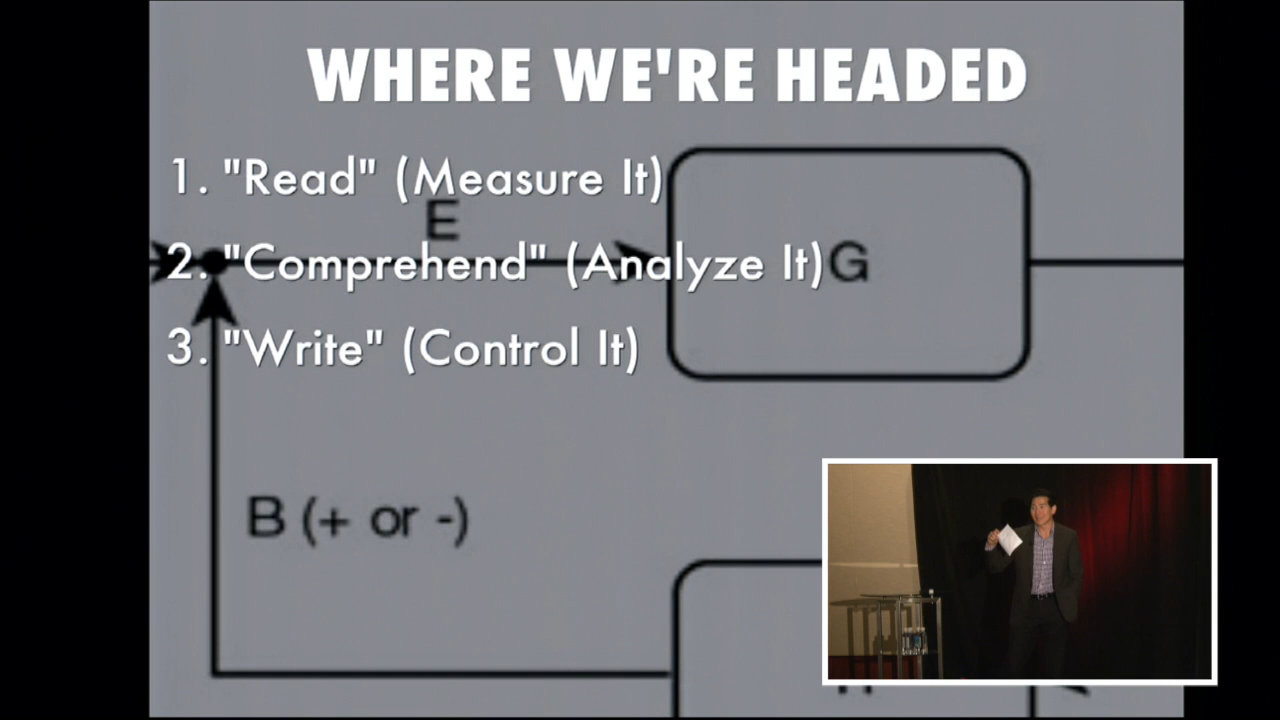 WHERE WE'RE HEADED
1. "Read" (Measure It)
E
2. "Comprehend" (Analyze It)
G
3. "Write" (Control It)
B (+ or -)